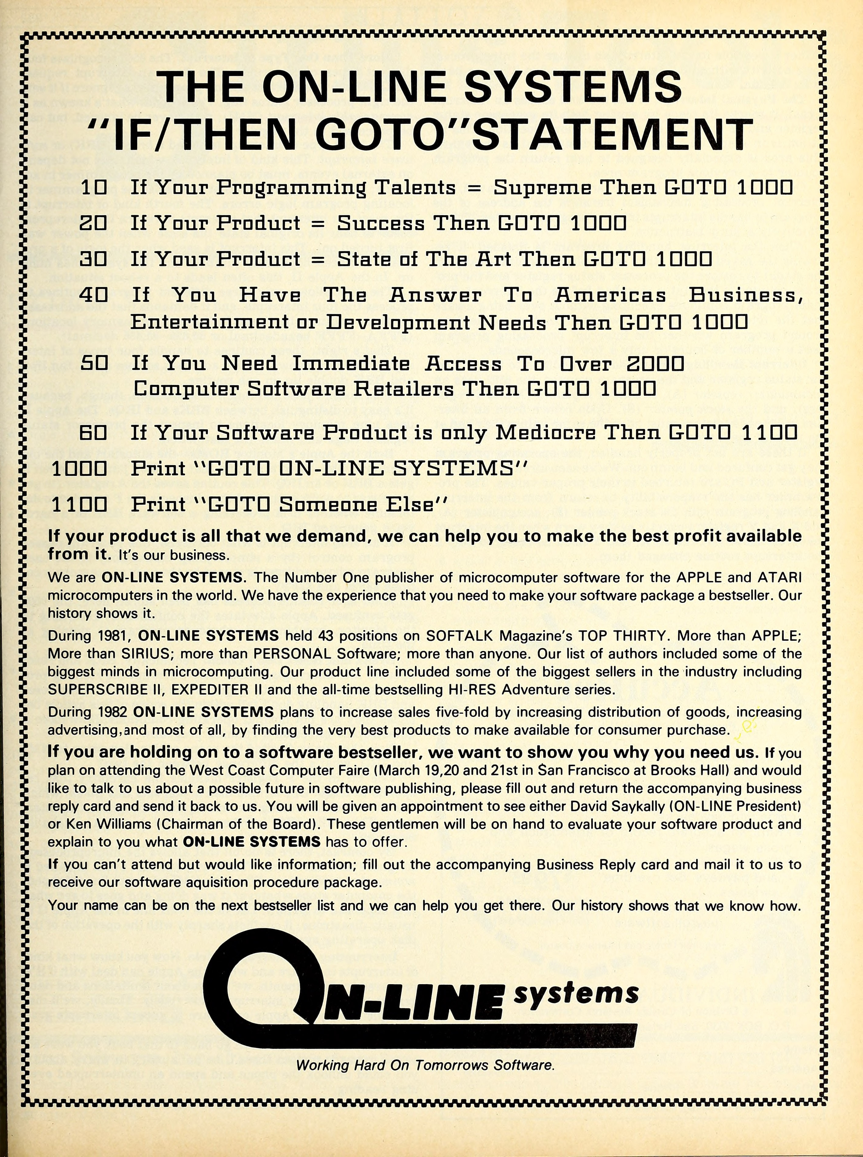 THE ON-LINE SYSTEMS
"IF/THEN GOTO"STATEMENT
10 If Your Programming Talents = Supreme Then GOTO 1000
20 If Your Product = Success Then GOTO 1000
30 If Your Product = State of The Art Then GOTO 1000
40 If You Have The Answer To Americas Business,
Entertainment or Development Needs Then GOTO 1000
50 If You Need Immediate Access To Over 2000
Computer Software Retailers Then GOTO 1000
60 If Your Software Product is only Mediocre Then GOTO 1100
1000 Print "GOTO ON-LINE SYSTEMS"
1100 Print "GOTO Someone Else"
If your product is all that we demand, we can help you to make the best profit available
from it. It's our business.
We are ON-LINE SYSTEMS. The Number One publisher of microcomputer software for the APPLE and ATARI
microcomputers in the world. We have the experience that you need to make your software package a bestseller. Our
history shows it.
During 1981, ON-LINE SYSTEMS held 43 positions on SOFTALK Magazine's TOP THIRTY. More than APPLE;
More than SIRIUS; more than PERSONAL Software; more than anyone. Our list of authors included some of the
biggest minds in microcomputing. Our product line included some of the biggest sellers in the industry including
SUPERSCRIBE II, EXPEDITER II and the all-time bestselling HI-RES Adventure series.
During 1982 ON-LINE SYSTEMS plans to increase sales five-fold by increasing distribution of goods, increasing
advertising,and most of all, by finding the very best products to make available for consumer purchase.
If you are holding on to a software bestseller, we want to show you why you need us. If you
plan on attending the West Coast Computer Faire (March 19,20 and 21st in San Francisco at Brooks Hall) and would
like to talk to us about a possible future in software publishing, please fill out and return the accompanying business
reply card and send it back to us. You will be given an appointment to see either David Saykally (ON-LINE President)
or Ken Williams (Chairman of the Board). These gentlemen will be on hand to evaluate your software product and
explain to you what ON-LINE SYSTEMS has to offer.
If you can't attend but would like information; fill out the accompanying Business Reply card and mail it to us to
receive our software aquisition procedure package.
Your name can be on the next bestseller list and we can help you get there. Our history shows that we know how.
ON-LINE systems
Working Hard On Tomorrows Software.